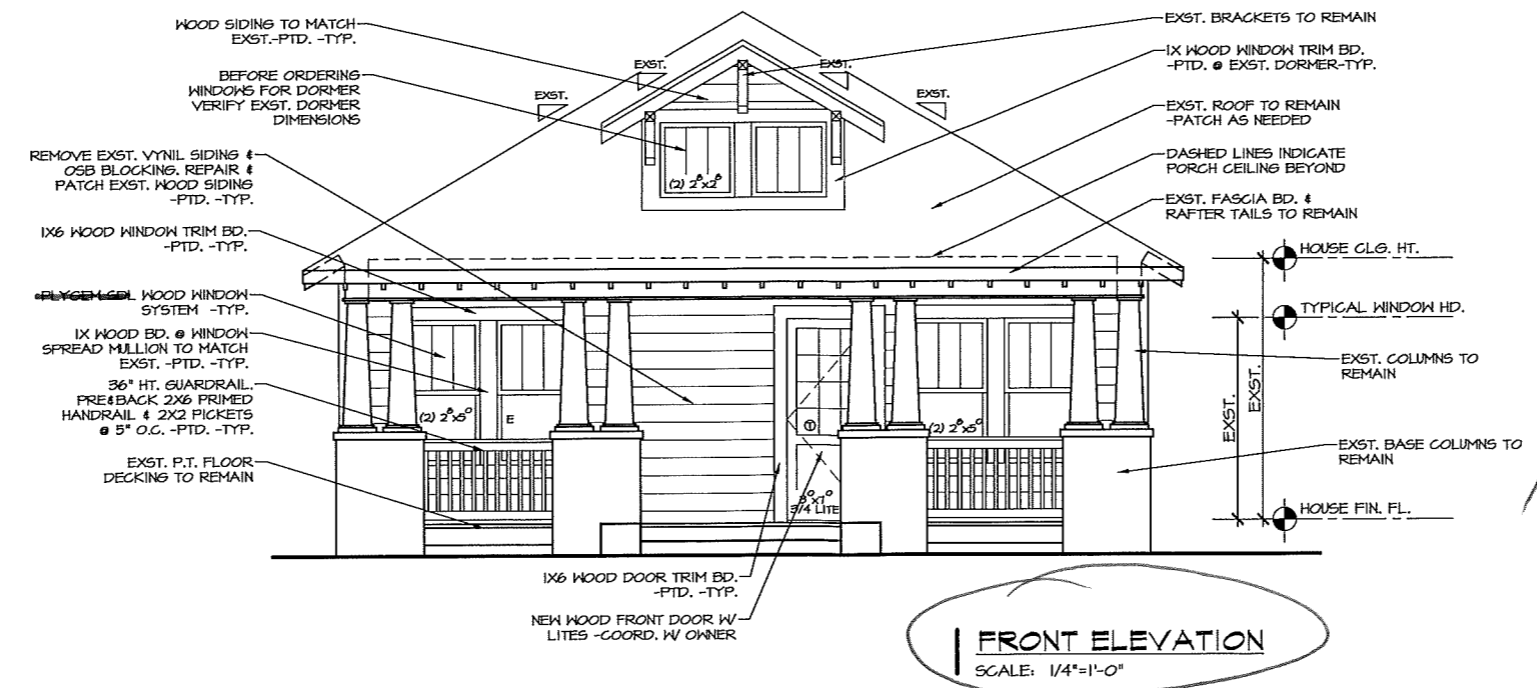 WOOD SIDING TO MATCH
EXST.-PTD. -TYP.
BEFORE ORDERING
WINDOWS FOR DORMER
VERIFY EXST. DORMER
DIMENSIONS
REMOVE EXST. VYNIL SIDING &
OSB BLOCKING. REPAIR &
PATCH EXST. WOOD SIDING
-PTD. -TYP.
1X6 WOOD WINDOW TRIM BD.
-PTD. -TYP.
WOOD WINDOW
SYSTEM -TYP.
1X WOOD BD. @ WINDOW
SPREAD MULLION TO MATCH
EXST. -PTD. -TYP.
36" HT. GUARDRAIL.
PRE&BACK 2X6 PRIMED
HANDRAIL & 2X2 PICKETS
@ 5" O.C. -PTD. -TYP.
EXST. P.T. FLOOR
DECKING TO REMAIN
EXST.
EXST.
EXST.
EXST.
(2) 2⁸x2⁸
(2) 2⁸x5⁰
E
T
3⁰x7⁰
3/4 LITE
(2) 2⁸x5⁰
EXST. BRACKETS TO REMAIN
1X WOOD WINDOW TRIM BD.
-PTD. @ EXST. DORMER-TYP.
EXST. ROOF TO REMAIN
-PATCH AS NEEDED
DASHED LINES INDICATE
PORCH CEILING BEYOND
EXST. FASCIA BD. &
RAFTER TAILS TO REMAIN
HOUSE CLG. HT.
TYPICAL WINDOW HD.
EXST. COLUMNS TO
REMAIN
EXST.
EXST.
EXST. BASE COLUMNS TO
REMAIN
HOUSE FIN. FL.
1X6 WOOD DOOR TRIM BD.
-PTD. -TYP.
NEW WOOD FRONT DOOR W/
LITES -COORD. W/ OWNER
FRONT ELEVATION
SCALE: 1/4"=1'-0"